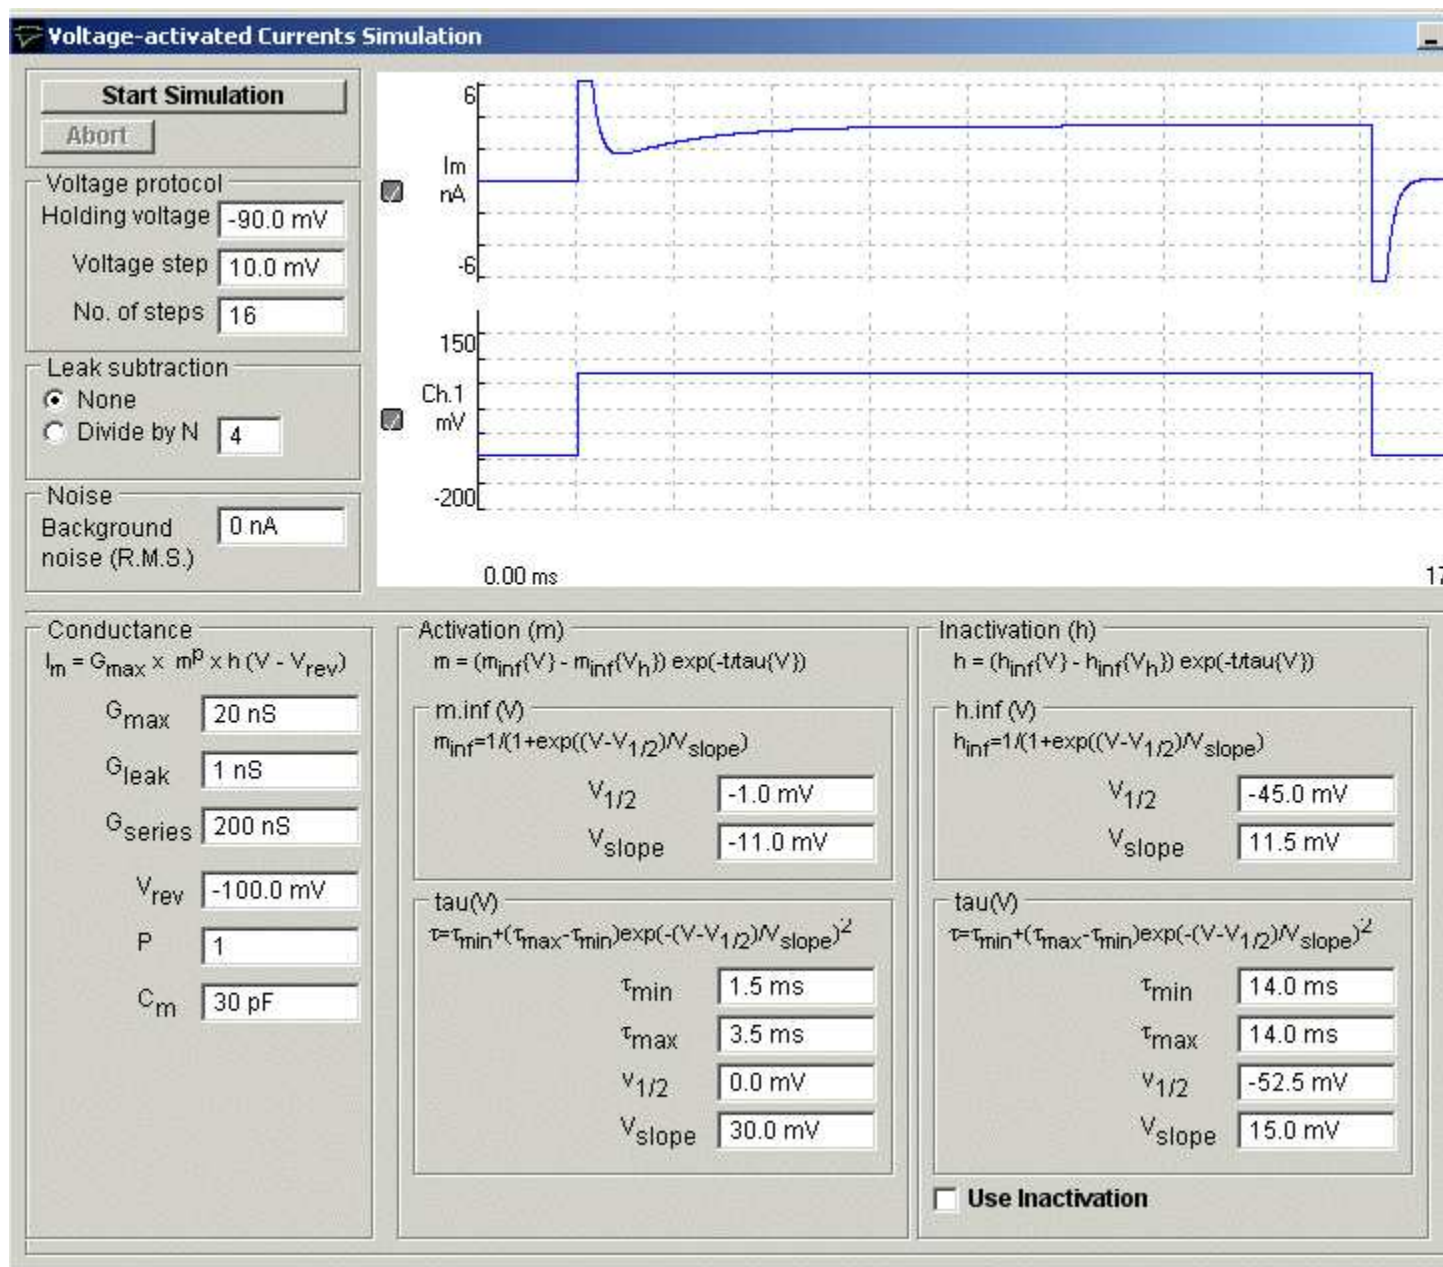 Voltage-activated Currents Simulation
Start Simulation
Abort
Voltage protocol
Holding voltage -90.0 mV
Voltage step 10.0 mV
No. of steps 16
Leak subtraction
None
Divide by N 4
Noise
Background 0 nA
noise (R.M.S.)
6
Im
nA
-6
150
Ch.1
mV
-200
0.00 ms 17
Conductance
Im = Gmax x m^p x h (V - Vrev)
Gmax 20 nS
Gleak 1 nS
Gseries 200 nS
Vrev -100.0 mV
P 1
Cm 30 pF
Activation (m)
m = (minf{V} - minf{Vh}) exp(-t/tau{V})
m.inf (V)
minf=1/(1+exp((V-V1/2)/Vslope)
V1/2 -1.0 mV
Vslope -11.0 mV
tau(V)
τ=τmin+(τmax-τmin)exp(-(V-V1/2)/Vslope)^2
τmin 1.5 ms
τmax 3.5 ms
V1/2 0.0 mV
Vslope 30.0 mV
Inactivation (h)
h = (hinf{V} - hinf{Vh}) exp(-t/tau{V})
h.inf (V)
hinf=1/(1+exp((V-V1/2)/Vslope)
V1/2 -45.0 mV
Vslope 11.5 mV
tau(V)
τ=τmin+(τmax-τmin)exp(-(V-V1/2)/Vslope)^2
τmin 14.0 ms
τmax 14.0 ms
V1/2 -52.5 mV
Vslope 15.0 mV
Use Inactivation